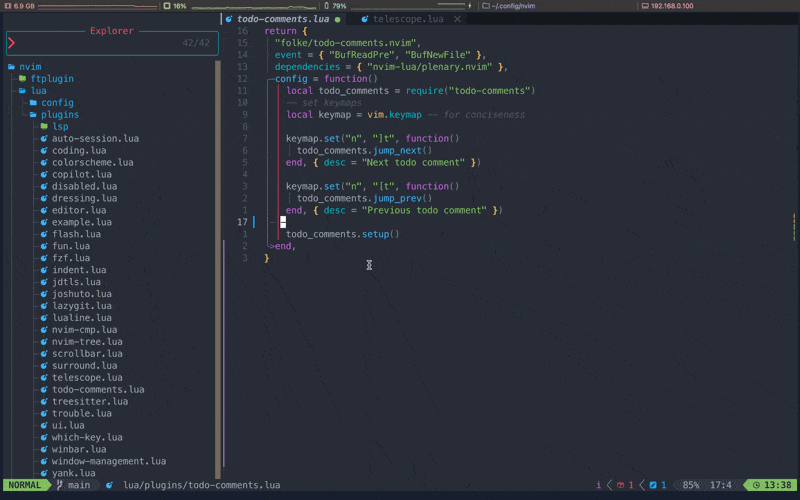 6.9 GB 16% 79% ~/.config/nvim 192.168.0.100
todo-comments.lua telescope.lua
Explorer
42/42
nvim
ftplugin
lua
config
plugins
lsp
auto-session.lua
coding.lua
colorscheme.lua
copilot.lua
disabled.lua
dressing.lua
editor.lua
example.lua
flash.lua
fun.lua
fzf.lua
indent.lua
jdtls.lua
joshuto.lua
lazygit.lua
lualine.lua
nvim-cmp.lua
nvim-tree.lua
scrollbar.lua
surround.lua
telescope.lua
todo-comments.lua
treesitter.lua
trouble.lua
ui.lua
which-key.lua
winbar.lua
window-management.lua
yank.lua
16 return {
15 "folke/todo-comments.nvim",
14 event = { "BufReadPre", "BufNewFile" },
13 dependencies = { "nvim-lua/plenary.nvim" },
12 config = function()
11 local todo_comments = require("todo-comments")
10 -- set keymaps
9 local keymap = vim.keymap -- for conciseness
8
7 keymap.set("n", "]t", function()
6 todo_comments.jump_next()
5 end, { desc = "Next todo comment" })
4
3 keymap.set("n", "[t", function()
2 todo_comments.jump_prev()
1 end, { desc = "Previous todo comment" })
17
1 todo_comments.setup()
2 end,
3 }
NORMAL main lua/plugins/todo-comments.lua 1 1 85% 17:4 13:38